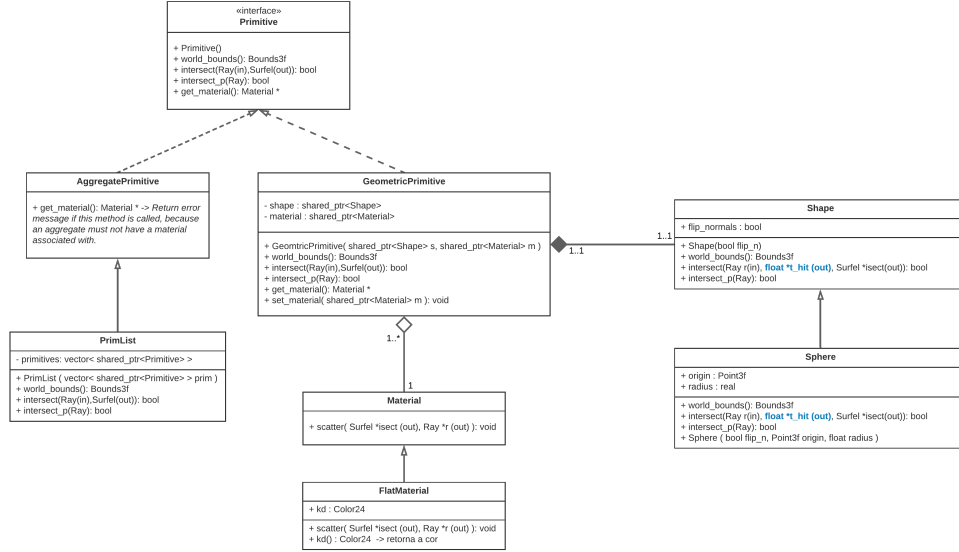 «interface»
Primitive
+ Primitive()
+ world_bounds(): Bounds3f
+ intersect(Ray(in),Surfel(out)): bool
+ intersect_p(Ray): bool
+ get_material(): Material *
AggregatePrimitive
+ get_material(): Material * -> Return error
message if this method is called, because
an aggregate must not have a material
associated with.
GeometricPrimitive
- shape : shared_ptr<Shape>
- material : shared_ptr<Material>
+ GeomtricPrimitive( shared_ptr<Shape> s, shared_ptr<Material> m )
+ world_bounds(): Bounds3f
+ intersect(Ray(in),Surfel(out)): bool
+ intersect_p(Ray): bool
+ get_material(): Material *
+ set_material( shared_ptr<Material> m ): void
1..1
1..1
Shape
+ flip_normals : bool
+ Shape(bool flip_n)
+ world_bounds(): Bounds3f
+ intersect(Ray r(in), float *t_hit (out), Surfel *isect(out)): bool
+ intersect_p(Ray): bool
PrimList
- primitives: vector< shared_ptr<Primitive> >
+ PrimList ( vector< shared_ptr<Primitive> > prim )
+ world_bounds(): Bounds3f
+ intersect(Ray(in),Surfel(out)): bool
+ intersect_p(Ray): bool
1..*
1
Material
+ scatter( Surfel *isect (out), Ray *r (out) ): void
Sphere
+ origin : Point3f
+ radius : real
+ world_bounds(): Bounds3f
+ intersect(Ray r(in), float *t_hit (out), Surfel *isect(out)): bool
+ intersect_p(Ray): bool
+ Sphere ( bool flip_n, Point3f origin, float radius )
FlatMaterial
+ kd : Color24
+ scatter( Surfel *isect (out), Ray *r (out) ): void
+ kd() : Color24 -> retorna a cor